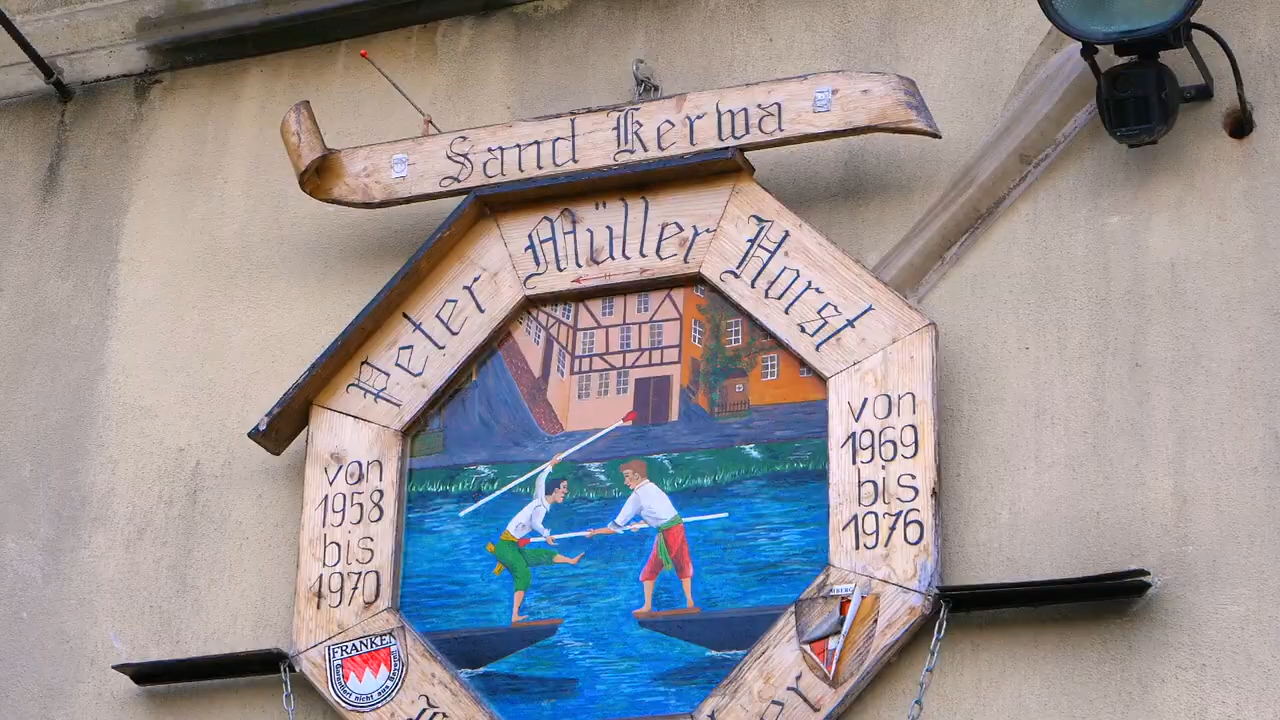 Sand Kerwa
Peter Müller Horst
von
1958
bis
1970
von
1969
bis
1976
FRANKEN